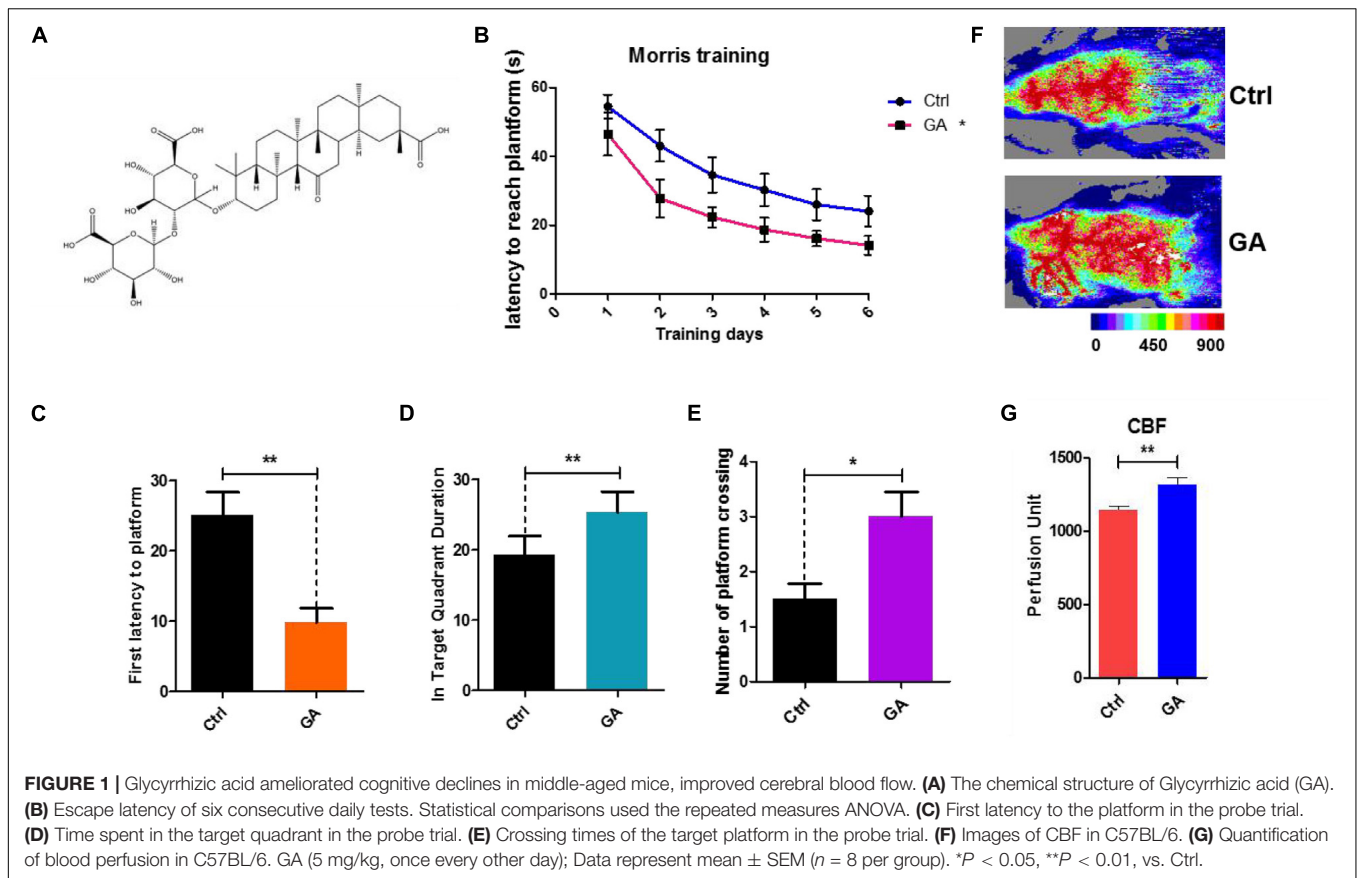 A
O
OH
HO
O
H
HO
O
O
O
HO
O
H
O
HO
OH
OH
H
H
O
H
O
OH
B
Morris training
latency to reach plantform (s)
60
40
20
0
0
1
2
3
4
5
6
Training days
Ctrl
GA *
F
Ctrl
GA
0 450 900
C
First latency to platform
30
20
10
0
**
Ctrl
GA
D
In Target Quadrant Duration
30
20
10
0
**
Ctrl
GA
E
Number of platform crossing
4
3
2
1
0
*
Ctrl
GA
G
CBF
Perfusion Unit
1500
1000
500
0
**
Ctrl
GA
FIGURE 1 | Glycyrrhizic acid ameliorated cognitive declines in middle-aged mice, improved cerebral blood flow. (A) The chemical structure of Glycyrrhizic acid (GA).
(B) Escape latency of six consecutive daily tests. Statistical comparisons used the repeated measures ANOVA. (C) First latency to the platform in the probe trial.
(D) Time spent in the target quadrant in the probe trial. (E) Crossing times of the target platform in the probe trial. (F) Images of CBF in C57BL/6. (G) Quantification
of blood perfusion in C57BL/6. GA (5 mg/kg, once every other day); Data represent mean ± SEM (n = 8 per group). *P < 0.05, **P < 0.01, vs. Ctrl.